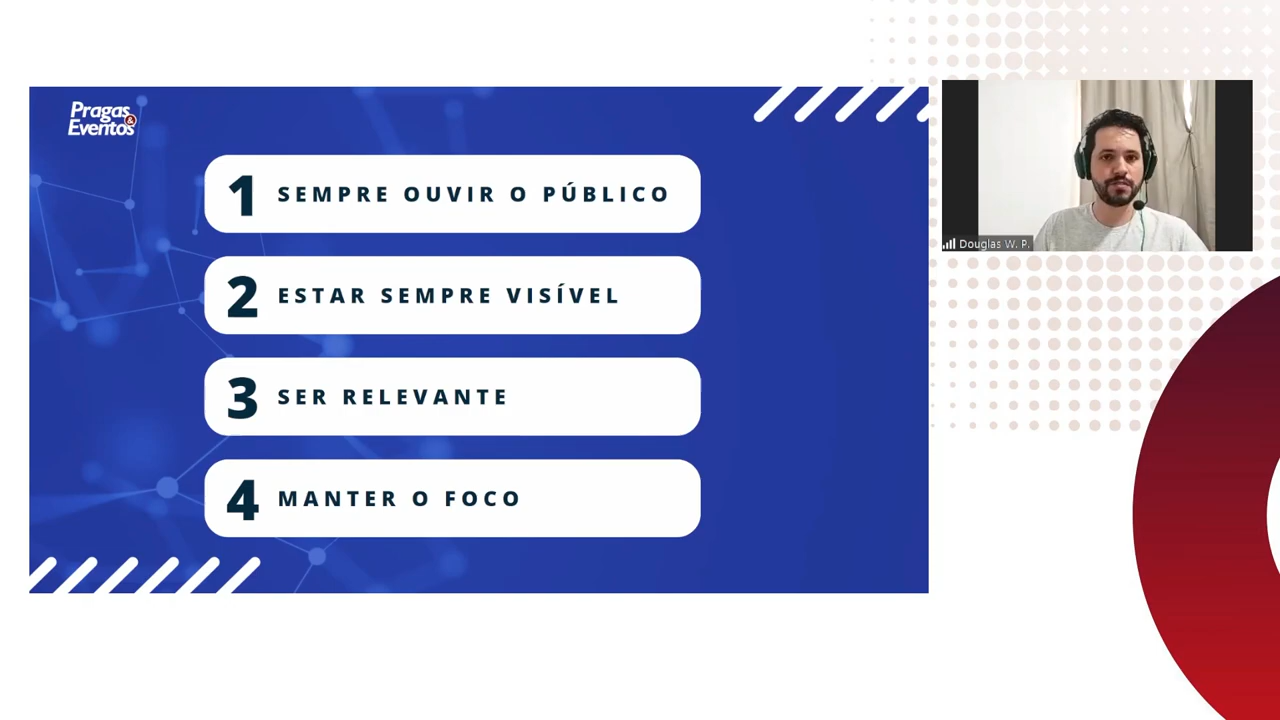 Pragas
&
Eventos
1 SEMPRE OUVIR O PÚBLICO
2 ESTAR SEMPRE VISÍVEL
3 SER RELEVANTE
4 MANTER O FOCO
Douglas W. P.